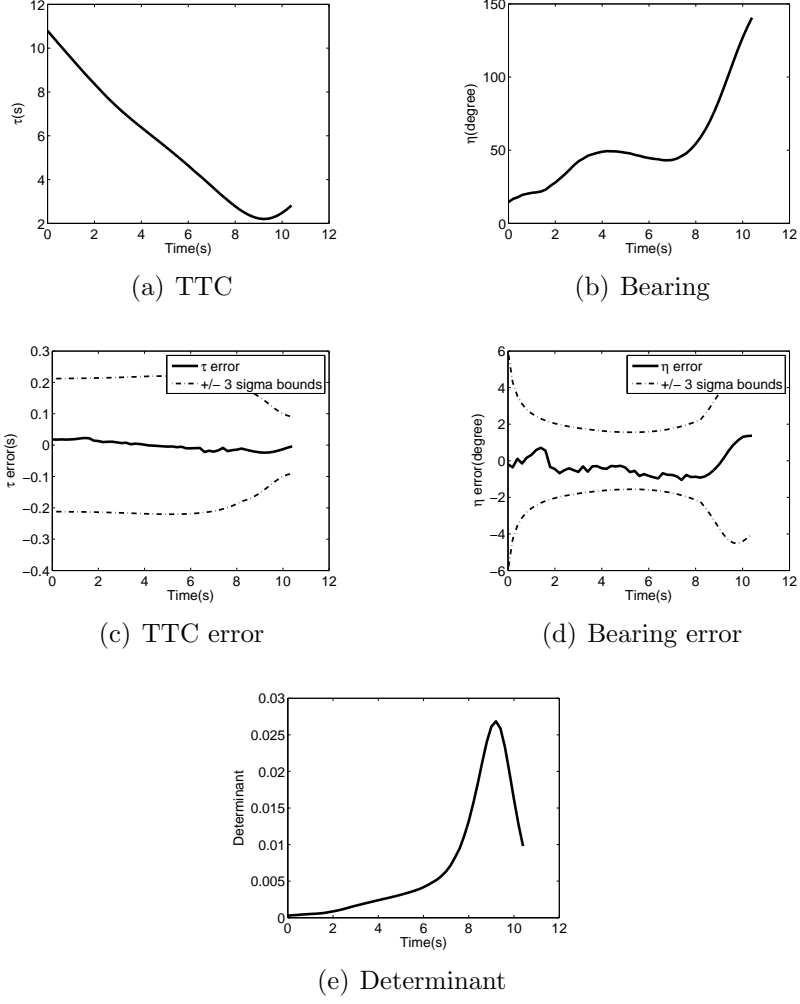 12
10
8
6
4
2
τ(s)
0 2 4 6 8 10 12
Time(s)
(a) TTC
150
100
50
0
η(degree)
0 2 4 6 8 10 12
Time(s)
(b) Bearing
0.3
0.2
0.1
0
−0.1
−0.2
−0.3
−0.4
τ error(s)
τ error
+/− 3 sigma bounds
0 2 4 6 8 10 12
Time(s)
(c) TTC error
6
4
2
0
−2
−4
−6
η error(degree)
η error
+/− 3 sigma bounds
0 2 4 6 8 10 12
Time(s)
(d) Bearing error
0.03
0.025
0.02
0.015
0.01
0.005
0
Determinant
0 2 4 6 8 10 12
Time(s)
(e) Determinant